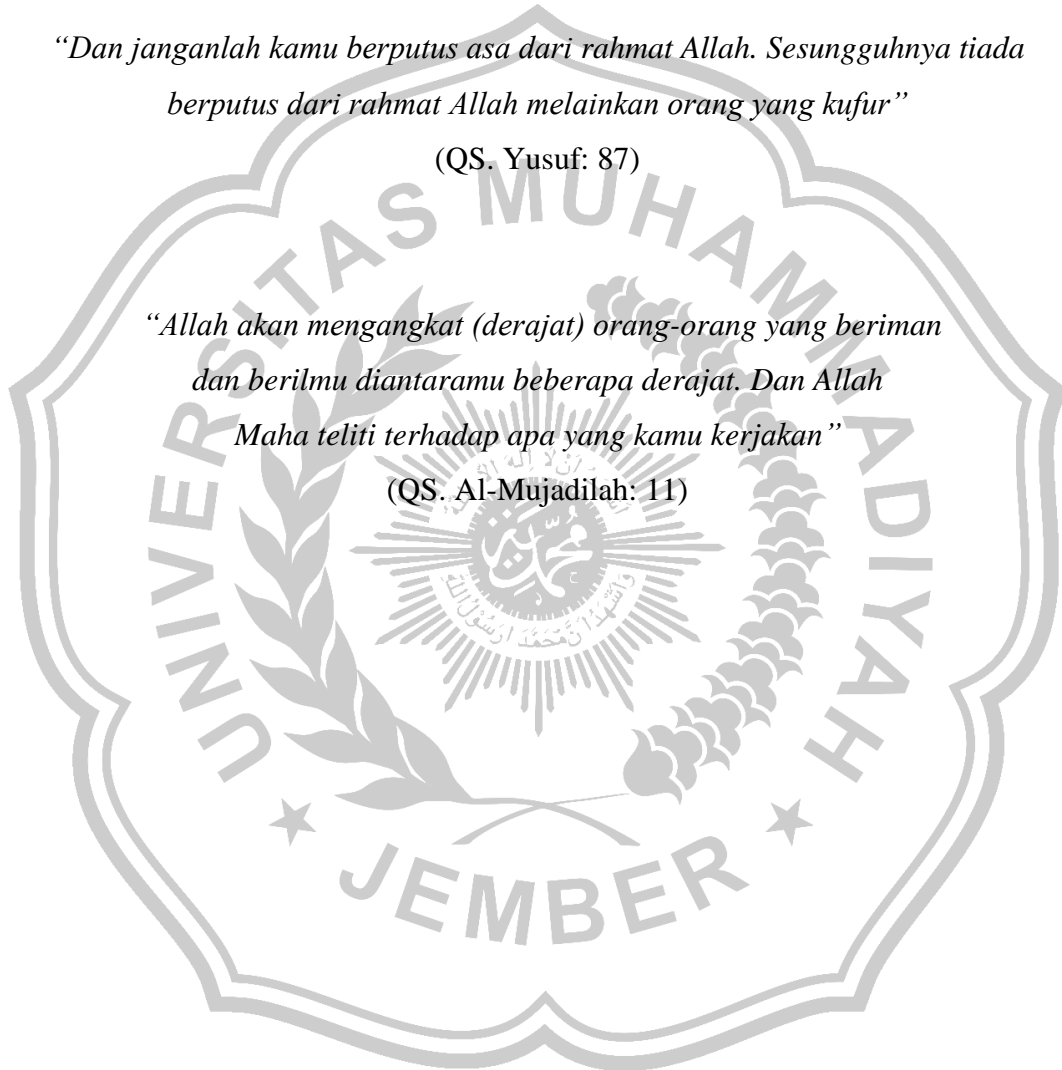 “Dan janganlah kamu berputus asa dari rahmat Allah. Sesungguhnya tiada
berputus dari rahmat Allah melainkan orang yang kufur”
(QS. Yusuf: 87)
“Allah akan mengangkat (derajat) orang-orang yang beriman
dan berilmu diantaramu beberapa derajat. Dan Allah
Maha teliti terhadap apa yang kamu kerjakan”
(QS. Al-Mujadilah: 11)
UNIVERSITAS MUHAMMADIYAH
JEMBER